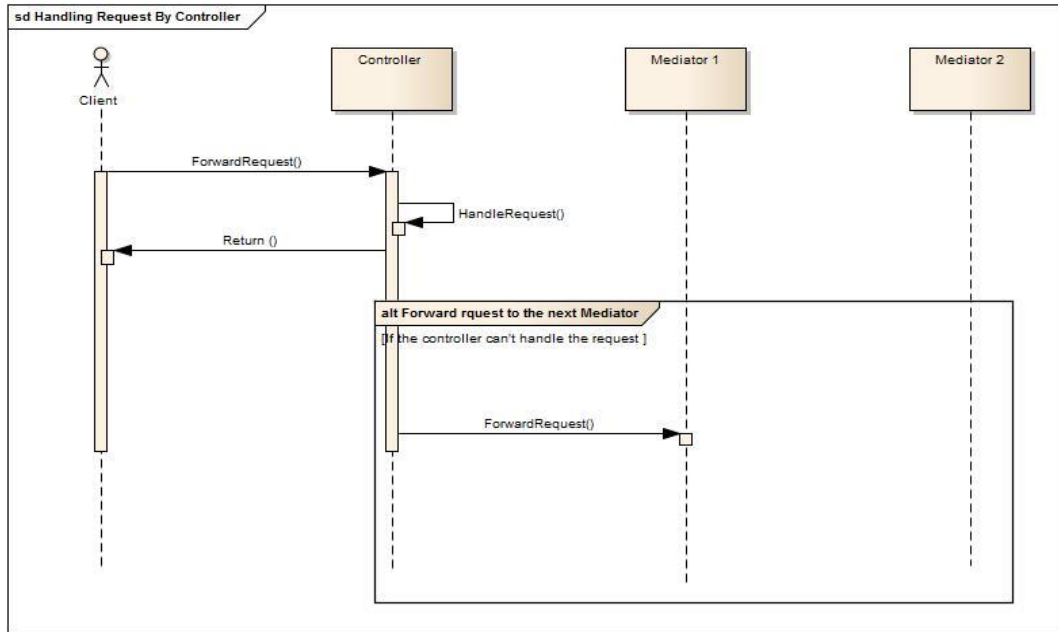 sd Handling Request By Controller
Client
Controller
Mediator 1
Mediator 2
ForwardRequest()
HandleRequest()
Return ()
alt Forward rquest to the next Mediator
[If the controller can't handle the request ]
ForwardRequest()